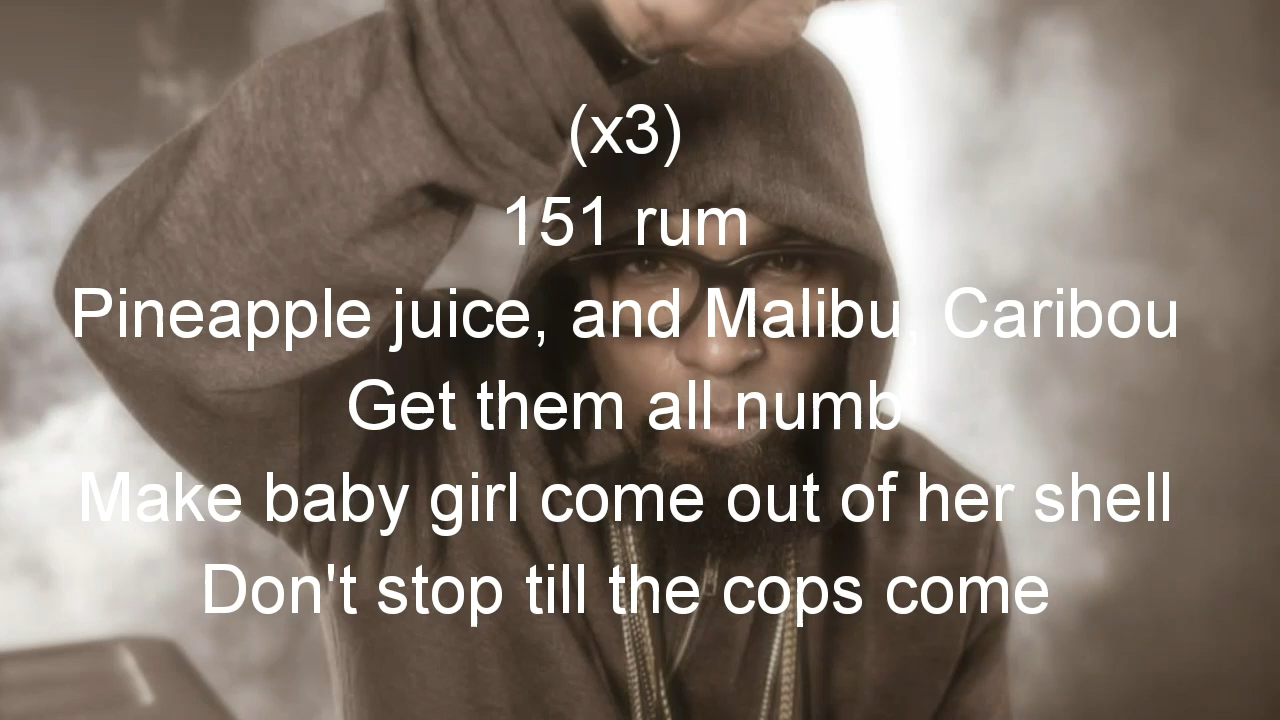 (x3)
151 rum
Pineapple juice, and Malibu, Caribou
Get them all numb
Make baby girl come out of her shell
Don't stop till the cops come